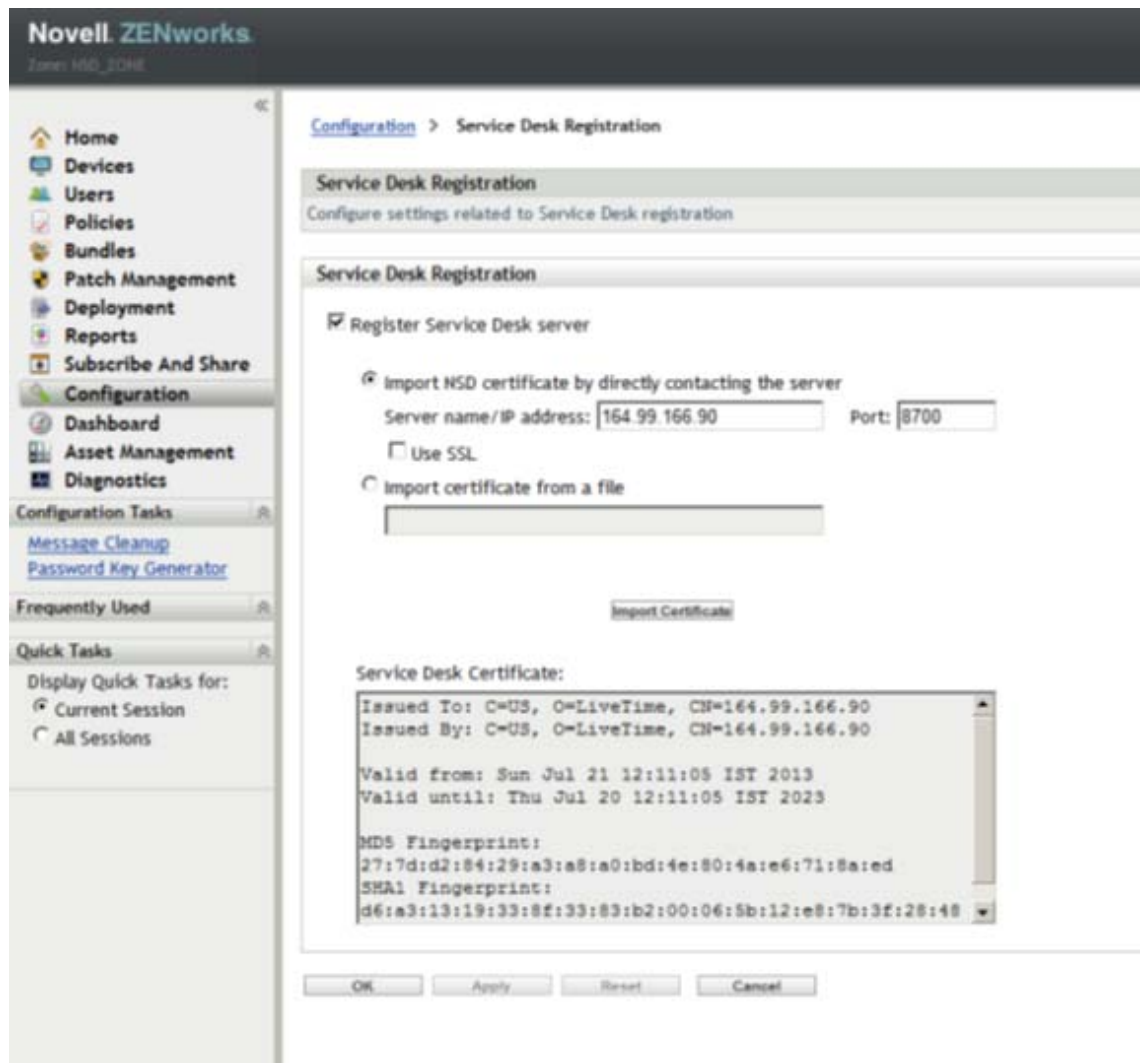 Novell. ZENworks.
Zone: NSD_ZONE
Home
Devices
Users
Policies
Bundles
Patch Management
Deployment
Reports
Subscribe And Share
Configuration
Dashboard
Asset Management
Diagnostics
Configuration Tasks
Message Cleanup
Password Key Generator
Frequently Used
Quick Tasks
Display Quick Tasks for:
Current Session
All Sessions
Configuration > Service Desk Registration
Service Desk Registration
Configure settings related to Service Desk registration
Service Desk Registration
Register Service Desk server
Import NSD certificate by directly contacting the server
Server name/IP address: 164.99.166.90 Port: 8700
Use SSL
Import certificate from a file
Import Certificate
Service Desk Certificate:
Issued To: C=US, O=LiveTime, CN=164.99.166.90
Issued By: C=US, O=LiveTime, CN=164.99.166.90
Valid from: Sun Jul 21 12:11:05 IST 2013
Valid until: Thu Jul 20 12:11:05 IST 2023
MD5 Fingerprint:
27:7d:d2:84:29:a3:a8:a0:bd:4e:80:4a:e6:71:8a:ed
SHA1 Fingerprint:
d6:a3:13:19:33:8f:33:83:b2:00:06:5b:12:e8:7b:3f:28:48
OK Apply Reset Cancel